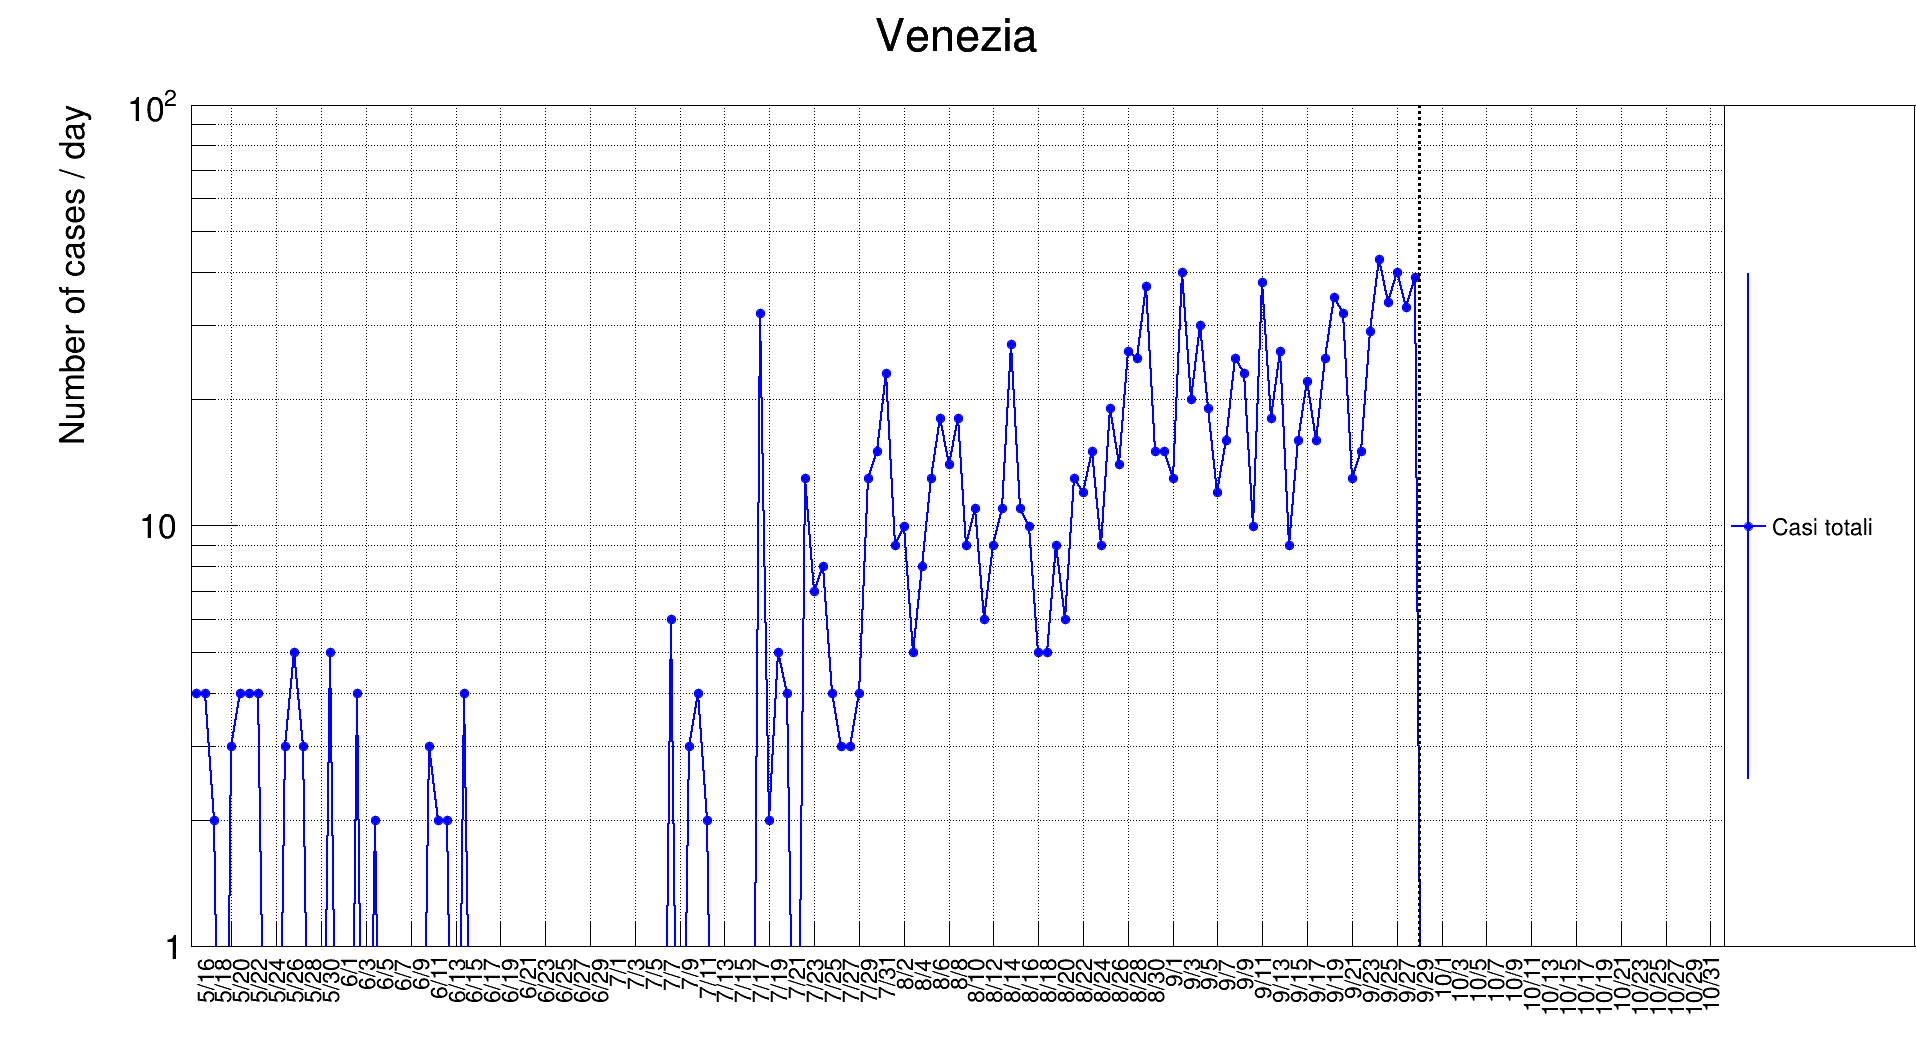 Venezia
Number of cases / day
10²
10
1
5/16 5/18 5/20 5/22 5/24 5/26 5/28 5/30 6/1 6/3 6/5 6/7 6/9 6/11 6/13 6/15 6/17 6/19 6/21 6/23 6/25 6/27 6/29 7/1 7/3 7/5 7/7 7/9 7/11 7/13 7/15 7/17 7/19 7/21 7/23 7/25 7/27 7/29 7/31 8/2 8/4 8/6 8/8 8/10 8/12 8/14 8/16 8/18 8/20 8/22 8/24 8/26 8/28 8/30 9/1 9/3 9/5 9/7 9/9 9/11 9/13 9/15 9/17 9/19 9/21 9/23 9/25 9/27 9/29 10/1 10/3 10/5 10/7 10/9 10/11 10/13 10/15 10/17 10/19 10/21 10/23 10/25 10/27 10/29 10/31
Casi totali